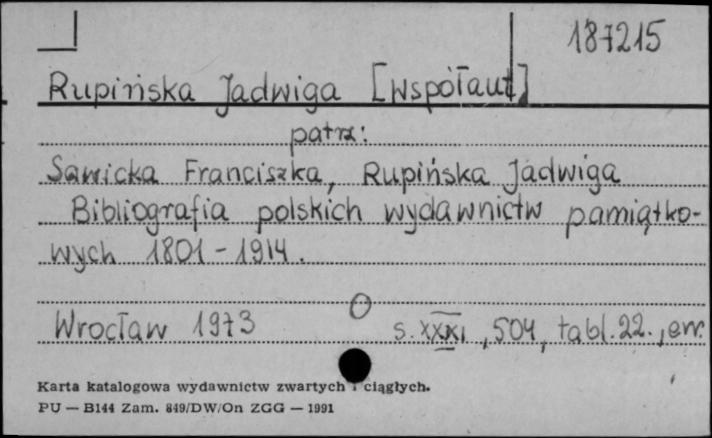 187215
Rupińska Jadwiga [współaut]
patrz:
Sawicka Franciszka, Rupińska Jadwiga
Bibliografia polskich wydawnictw pamiątko-
wych 1801-1914.
Wrocław 1973 s. XXXI, 504, tabl. 22., err.
Karta katalogowa wydawnictw zwartych i ciągłych.
PU — B144 Zam. 849/DW/On ZGG — 1991